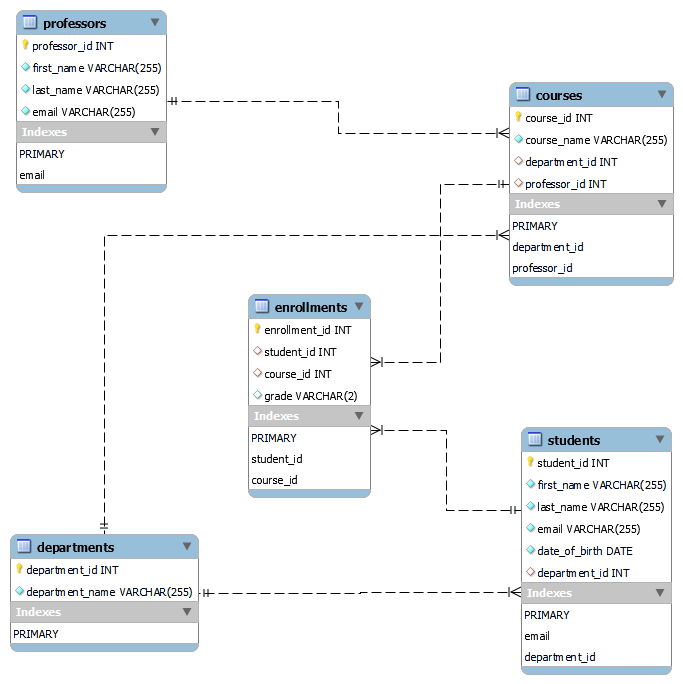 professors
professor_id INT
first_name VARCHAR(255)
last_name VARCHAR(255)
email VARCHAR(255)
Indexes
PRIMARY
email
courses
course_id INT
course_name VARCHAR(255)
department_id INT
professor_id INT
Indexes
PRIMARY
department_id
professor_id
enrollments
enrollment_id INT
student_id INT
course_id INT
grade VARCHAR(2)
Indexes
PRIMARY
student_id
course_id
students
student_id INT
first_name VARCHAR(255)
last_name VARCHAR(255)
email VARCHAR(255)
date_of_birth DATE
department_id INT
Indexes
PRIMARY
email
department_id
departments
department_id INT
department_name VARCHAR(255)
Indexes
PRIMARY